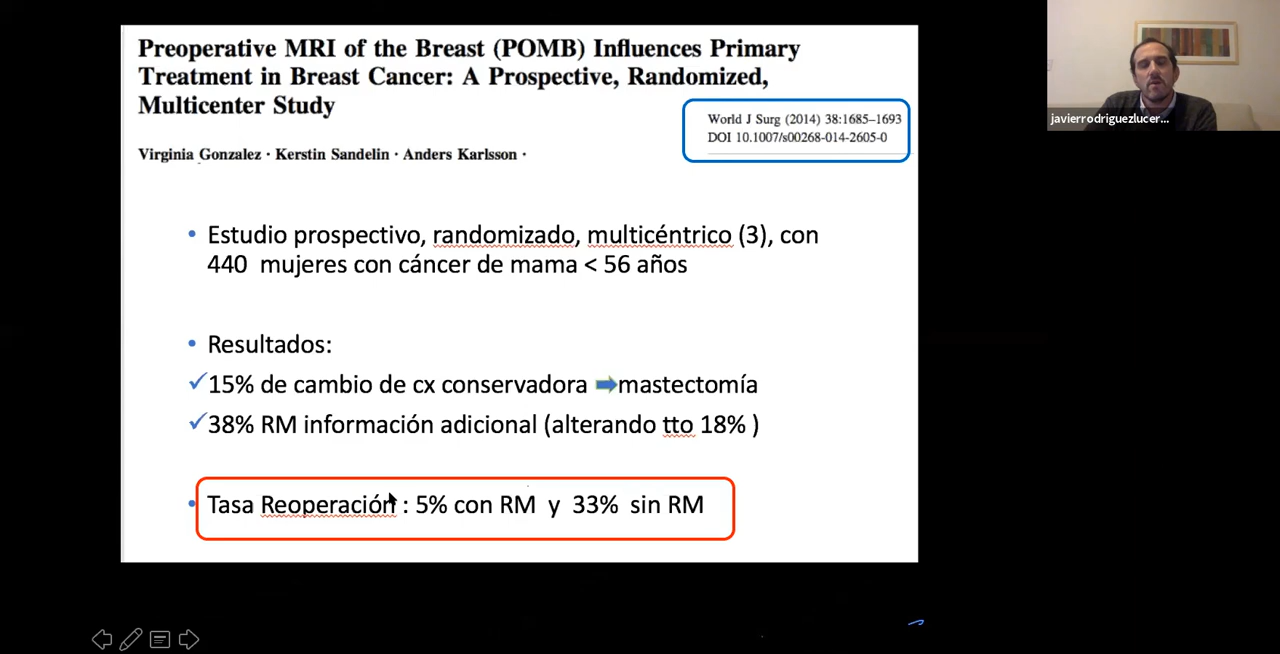 Preoperative MRI of the Breast (POMB) Influences Primary
Treatment in Breast Cancer: A Prospective, Randomized,
Multicenter Study
World J Surg (2014) 38:1685–1693
DOI 10.1007/s00268-014-2605-0
Virginia Gonzalez · Kerstin Sandelin · Anders Karlsson ·
• Estudio prospectivo, randomizado, multicéntrico (3), con
440 mujeres con cáncer de mama < 56 años
• Resultados:
✓15% de cambio de cx conservadora ➡mastectomía
✓38% RM información adicional (alterando tto 18% )
• Tasa Reoperación : 5% con RM y 33% sin RM
javierrodriguezlucer...